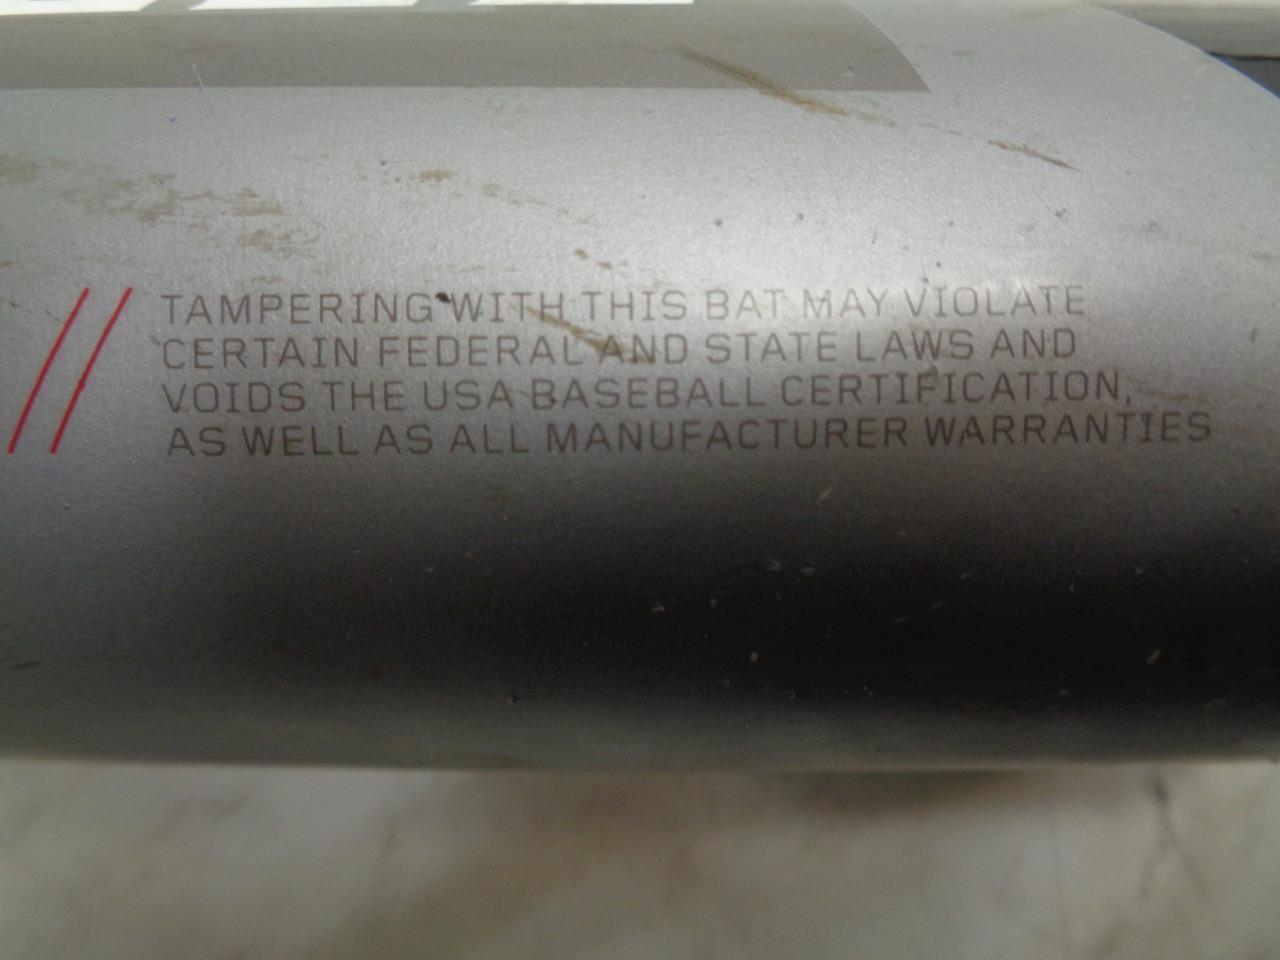 // TAMPERING WITH THIS BAT MAY VIOLATE
CERTAIN FEDERAL AND STATE LAWS AND
VOIDS THE USA BASEBALL CERTIFICATION,
AS WELL AS ALL MANUFACTURER WARRANTIES